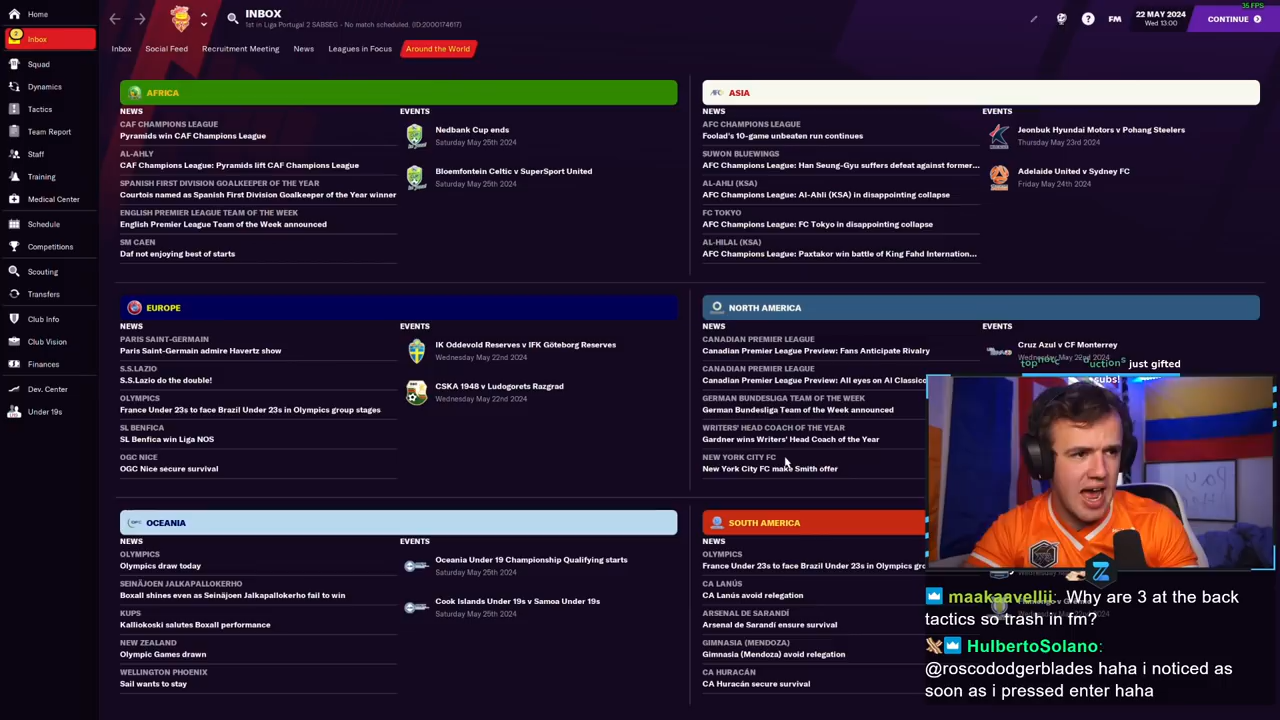 35 FPS
Home
Inbox
2
Squad
Dynamics
Tactics
Team Report
Staff
Training
Medical Center
Schedule
Competitions
Scouting
Transfers
Club Info
Club Vision
Finances
Dev. Center
Under 19s
INBOX
1st in Liga Portugal 2 SABSEG - No match scheduled. (ID:2000174817)
FM
22 MAY 2024
Wed 13:00
CONTINUE
Inbox
Social Feed
Recruitment Meeting
News
Leagues in Focus
Around the World
AFRICA
NEWS
CAF CHAMPIONS LEAGUE
Pyramids win CAF Champions League
AL-AHLY
CAF Champions League: Pyramids lift CAF Champions League
SPANISH FIRST DIVISION GOALKEEPER OF THE YEAR
Courtois named as Spanish First Division Goalkeeper of the Year winner
ENGLISH PREMIER LEAGUE TEAM OF THE WEEK
English Premier League Team of the Week announced
SM CAEN
Daf not enjoying best of starts
EVENTS
Nedbank Cup ends
Saturday May 25th 2024
Bloemfontein Celtic v SuperSport United
Saturday May 25th 2024
ASIA
NEWS
AFC CHAMPIONS LEAGUE
Foolad's 10-game unbeaten run continues
SUWON BLUEWINGS
AFC Champions League: Han Seung-Gyu suffers defeat against former...
AL-AHLI (KSA)
AFC Champions League: Al-Ahli (KSA) in disappointing collapse
FC TOKYO
AFC Champions League: FC Tokyo in disappointing collapse
AL-HILAL (KSA)
AFC Champions League: Paxtakor win battle of King Fahd Internation...
EVENTS
Jeonbuk Hyundai Motors v Pohang Steelers
Thursday May 23rd 2024
Adelaide United v Sydney FC
Friday May 24th 2024
EUROPE
NEWS
PARIS SAINT-GERMAIN
Paris Saint-Germain admire Havertz show
S.S.LAZIO
S.S.Lazio do the double!
OLYMPICS
France Under 23s to face Brazil Under 23s in Olympics group stages
SL BENFICA
SL Benfica win Liga NOS
OGC NICE
OGC Nice secure survival
EVENTS
IK Oddevold Reserves v IFK Göteborg Reserves
Wednesday May 22nd 2024
CSKA 1948 v Ludogorets Razgrad
Wednesday May 22nd 2024
NORTH AMERICA
NEWS
CANADIAN PREMIER LEAGUE
Canadian Premier League Preview: Fans Anticipate Rivalry
CANADIAN PREMIER LEAGUE
Canadian Premier League Preview: All eyes on Al Classico
GERMAN BUNDESLIGA TEAM OF THE WEEK
German Bundesliga Team of the Week announced
WRITERS' HEAD COACH OF THE YEAR
Gardner wins Writers' Head Coach of the Year
NEW YORK CITY FC
New York City FC make Smith offer
EVENTS
Cruz Azul v CF Monterrey
Wednesday May 22nd 2024
just gifted
subs!
OCEANIA
NEWS
OLYMPICS
Olympics draw today
SEINÄJOEN JALKAPALLOKERHO
Boxall shines even as Seinäjoen Jalkapallokerho fail to win
KUPS
Kalliokoski salutes Boxall performance
NEW ZEALAND
Olympic Games drawn
WELLINGTON PHOENIX
Sail wants to stay
EVENTS
Oceania Under 19 Championship Qualifying starts
Saturday May 25th 2024
Cook Islands Under 19s v Samoa Under 19s
Saturday May 25th 2024
SOUTH AMERICA
NEWS
OLYMPICS
France Under 23s to face Brazil Under 23s in Olympics gro
CA LANÚS
CA Lanús avoid relegation
ARSENAL DE SARANDÍ
Arsenal de Sarandí ensure survival
GIMNASIA (MENDOZA)
Gimnasia (Mendoza) avoid relegation
CA HURACÁN
CA Huracán secure survival
maakaavellii: Why are 3 at the back
tactics so trash in fm?
HulbertoSolano:
@roscododgerblades haha i noticed as
soon as i pressed enter haha